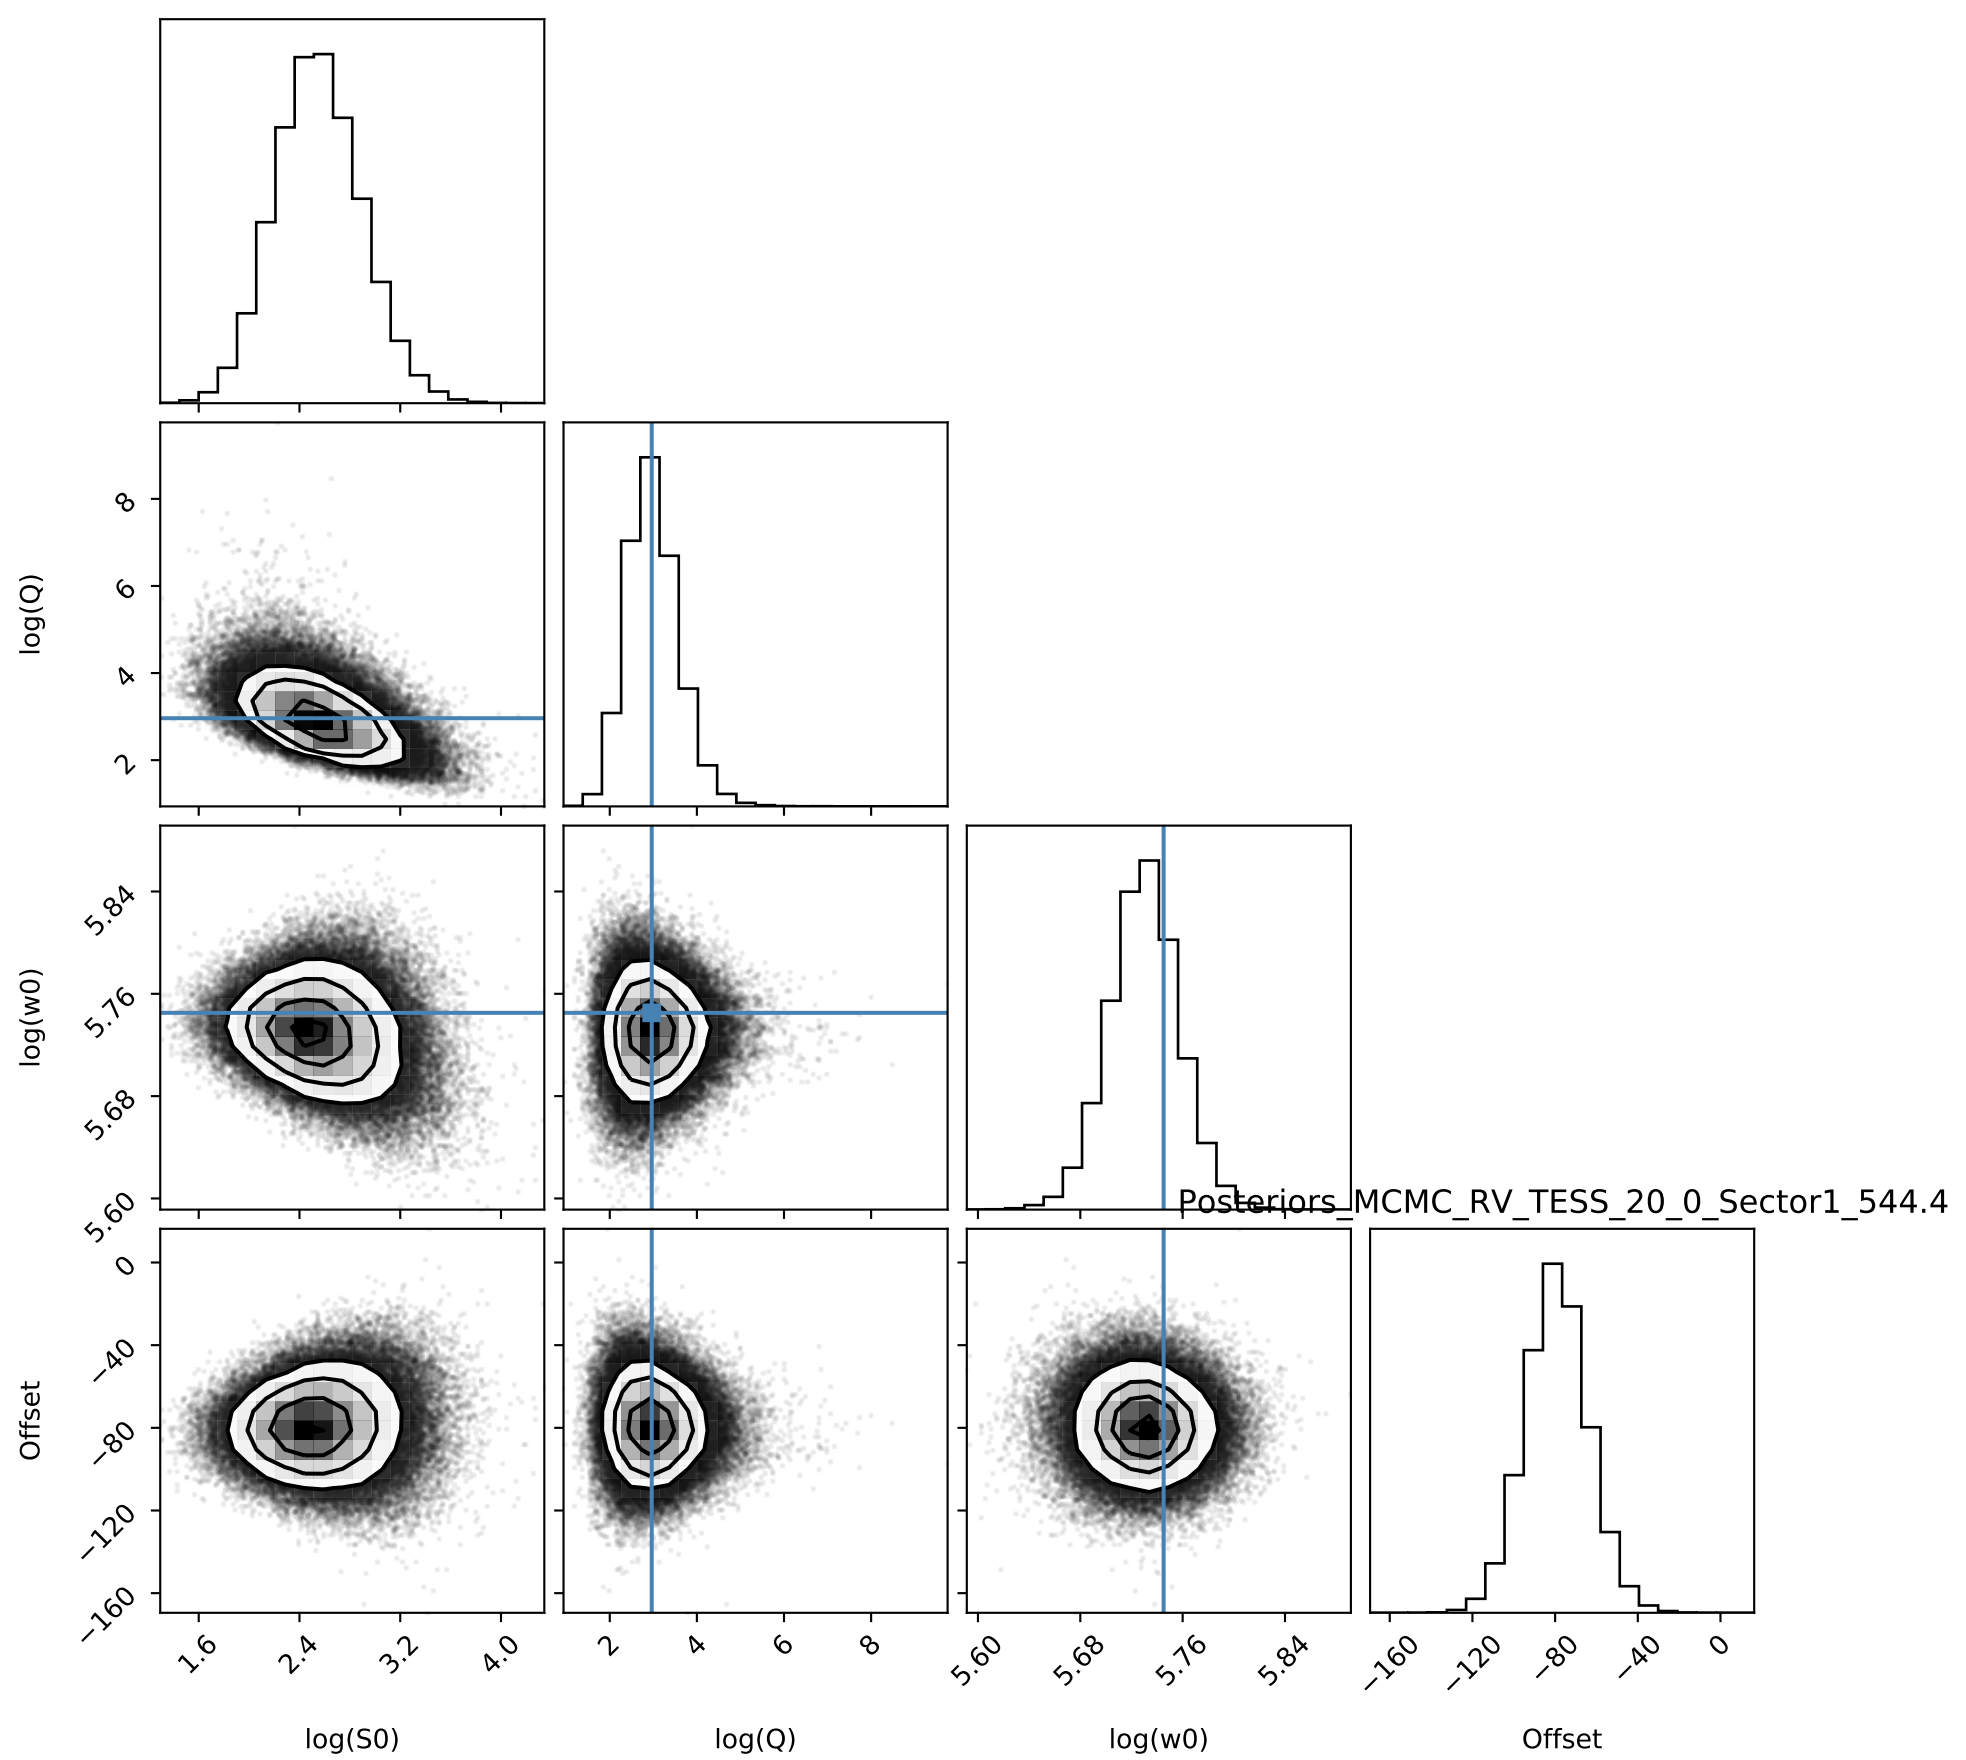 8
6
4
2
log(Q)
5.84
5.76
5.68
5.60
log(w0)
Posteriors_MCMC_RV_TESS_20_0_Sector1_544.4
0
−40
−80
−120
−160
Offset
1.6 2.4 3.2 4.0 2 4 6 8 5.60 5.68 5.76 5.84 −160 −120 −80 −40 0
log(S0) log(Q) log(w0) Offset